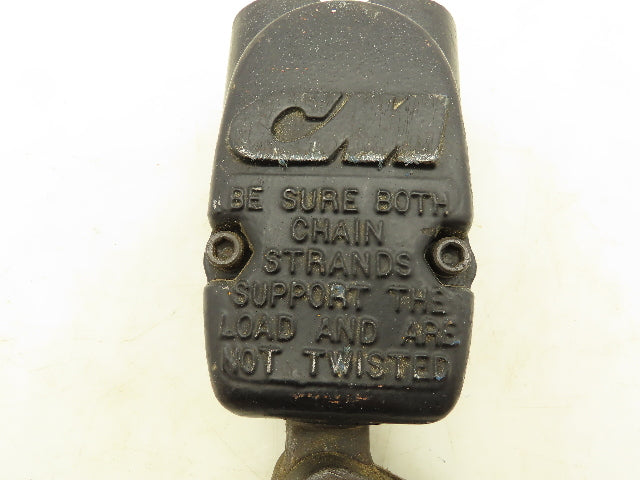 CM
BE SURE BOTH
CHAIN
STRANDS
SUPPORT THE
LOAD AND ARE
NOT TWISTED